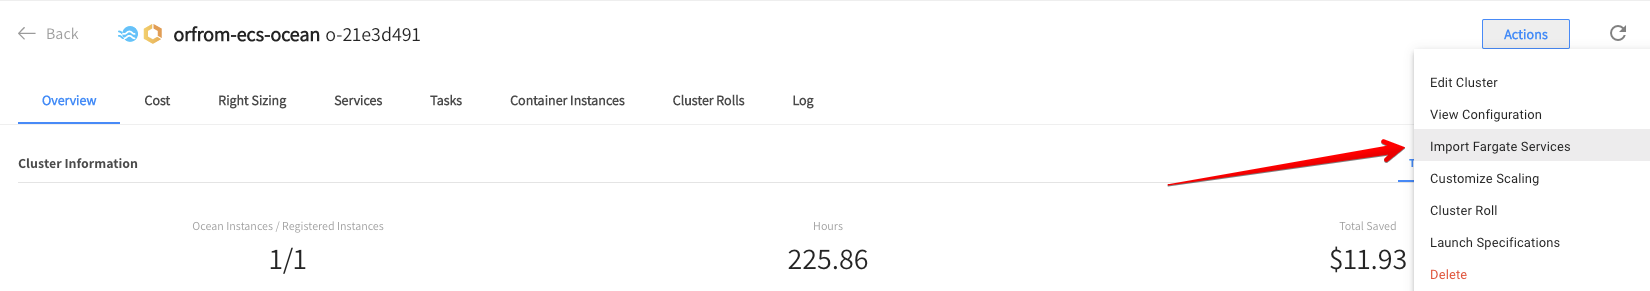 Back
orfrom-ecs-ocean o-21e3d491
Actions
Overview Cost Right Sizing Services Tasks Container Instances Cluster Rolls Log
Edit Cluster
View Configuration
Import Fargate Services
Customize Scaling
Cluster Roll
Launch Specifications
Delete
Cluster Information
Ocean Instances / Registered Instances
1/1
Hours
225.86
Total Saved
$11.93